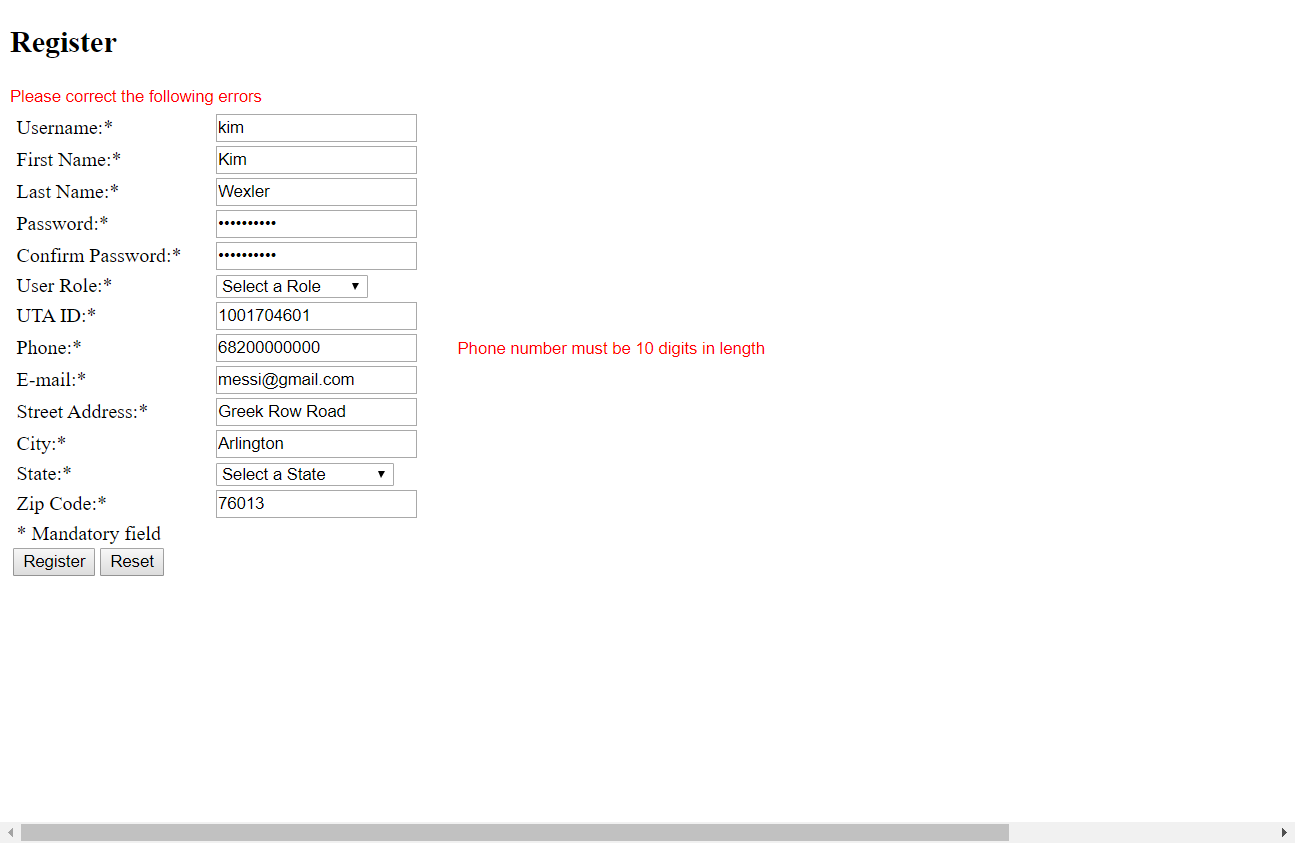 Register
Please correct the following errors
Username:* kim
First Name:* Kim
Last Name:* Wexler
Password:* ••••••••••
Confirm Password:* ••••••••••
User Role:* Select a Role
UTA ID:* 1001704601
Phone:* 68200000000 Phone number must be 10 digits in length
E-mail:* messi@gmail.com
Street Address:* Greek Row Road
City:* Arlington
State:* Select a State
Zip Code:* 76013
* Mandatory field
Register Reset